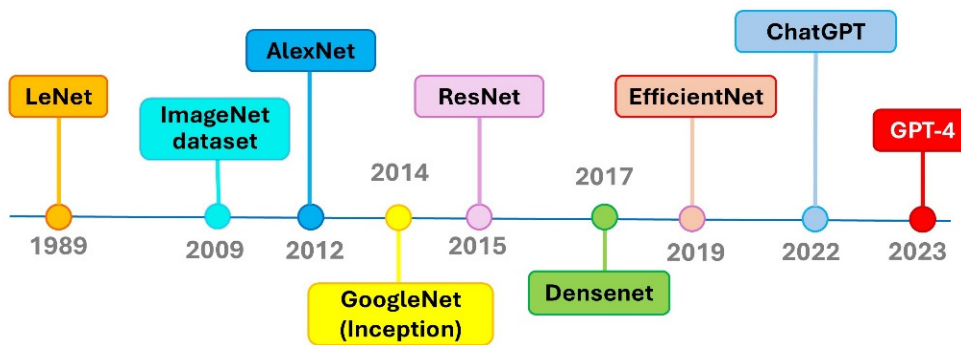 ChatGPT
AlexNet
LeNet
ImageNet
dataset
ResNet
EfficientNet
GPT-4
2014
2017
1989
2009
2012
2015
2019
2022
2023
GoogleNet
(Inception)
Densenet